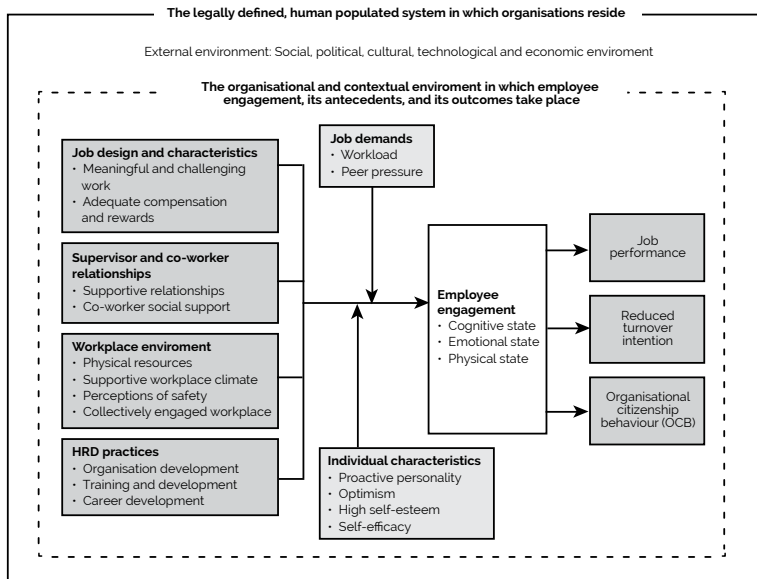 The legally defined, human populated system in which organisations reside
External environment: Social, political, cultural, technological and economic enviroment
The organisational and contextual enviroment in which employee
engagement, its antecedents, and its outcomes take place
Job design and characteristics
• Meaningful and challenging
work
• Adequate compensation
and rewards
Supervisor and co-worker
relationships
• Supportive relationships
• Co-worker social support
Workplace enviroment
• Physical resources
• Supportive workplace climate
• Perceptions of safety
• Collectively engaged workplace
HRD practices
• Organisation development
• Training and development
• Career development
Job demands
• Workload
• Peer pressure
Individual characteristics
• Proactive personality
• Optimism
• High self-esteem
• Self-efficacy
Employee
engagement
• Cognitive state
• Emotional state
• Physical state
Job
performance
Reduced
turnover
intention
Organisational
citizenship
behaviour (OCB)